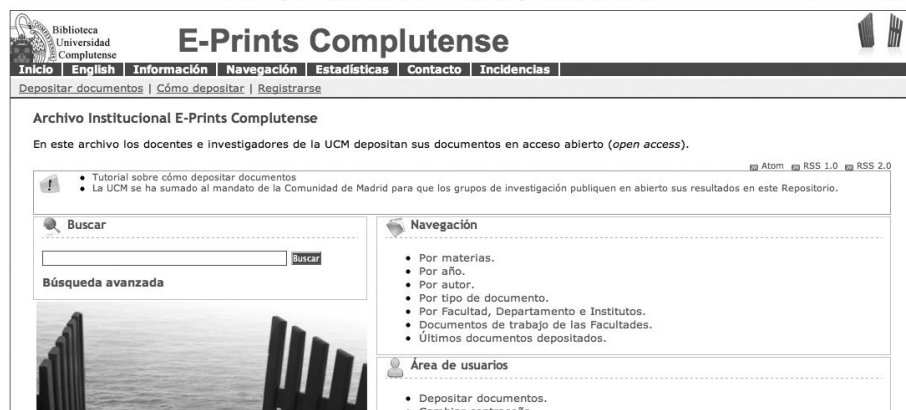 Biblioteca
Universidad
Complutense
E-Prints Complutense
Inicio | English | Información | Navegación | Estadísticas | Contacto | Incidencias |
Depositar documentos | Cómo depositar | Registrarse
Archivo Institucional E-Prints Complutense
En este archivo los docentes e investigadores de la UCM depositan sus documentos en acceso abierto (open access).
Atom RSS 1.0 RSS 2.0
• Tutorial sobre cómo depositar documentos
• La UCM se ha sumado al mandato de la Comunidad de Madrid para que los grupos de investigación publiquen en abierto sus resultados en este Repositorio.
Buscar
Buscar
Búsqueda avanzada
Navegación
• Por materias.
• Por año.
• Por autor.
• Por tipo de documento.
• Por Facultad, Departamento e Institutos.
• Documentos de trabajo de las Facultades.
• Últimos documentos depositados.
Área de usuarios
• Depositar documentos.